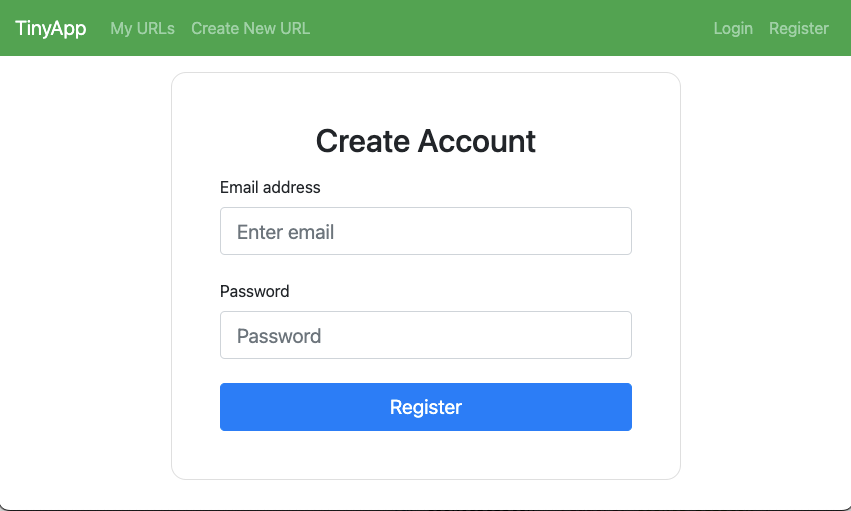 TinyApp My URLs Create New URL Login Register
Create Account
Email address
Enter email
Password
Password
Register